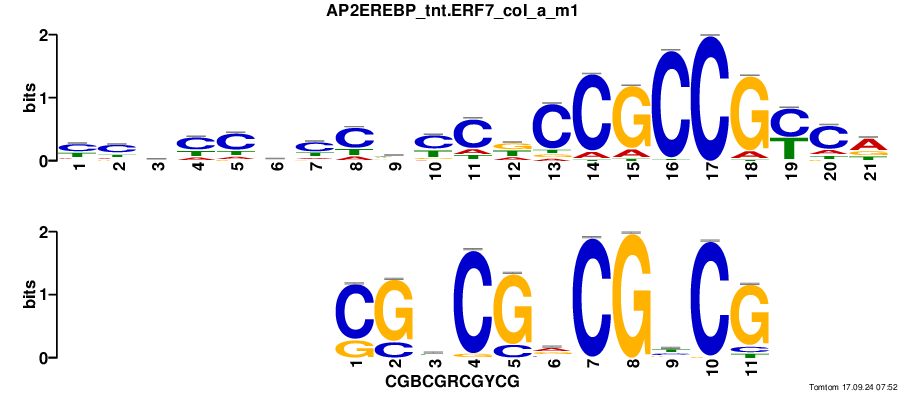 AP2EREBP_tnt.ERF7_col_a_m1
2
1
0
bits
1 2 3 4 5 6 7 8 9 10 11 12 13 14 15 16 17 18 19 20 21
2
1
0
bits
1 2 3 4 5 6 7 8 9 10 11
CGBCGRCGYCG
Tomtom 17.09.24 07:52